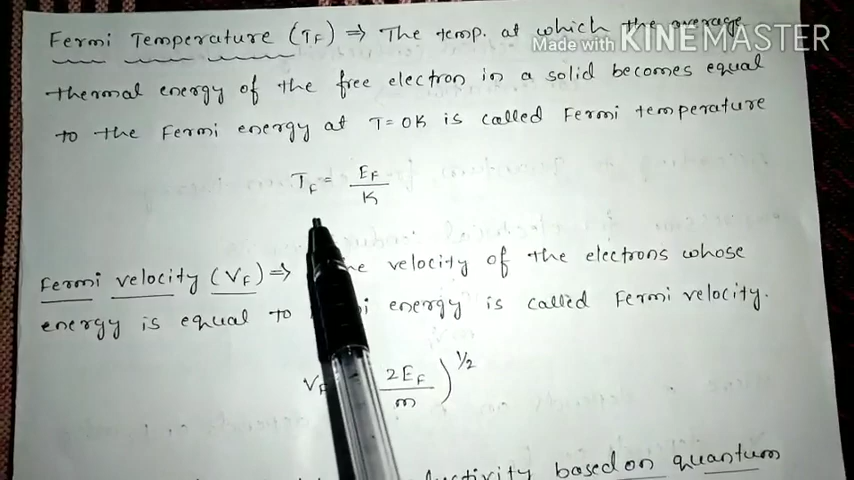 Fermi Temperature (TF) ⇒ The temp. at which the average
Made with KINEMASTER
thermal energy of the free electron in a solid becomes equal
to the Fermi energy at T=0K is called Fermi temperature
TF = EF / K
Fermi velocity (VF) ⇒ velocity of the electrons whose
energy is equal to energy is called Fermi velocity.
VF 2EF / m )^1/2
based on quantum